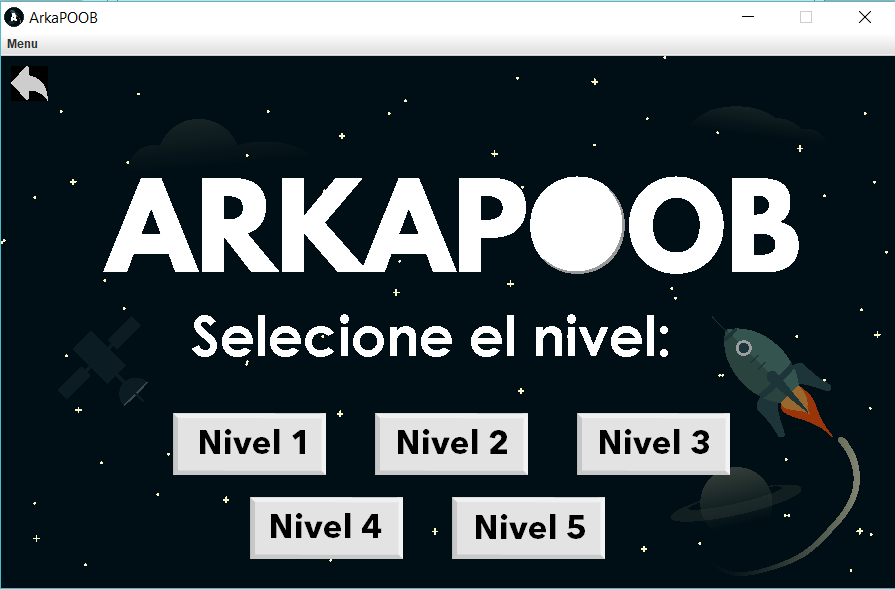 ArkaPOOB
Menu
ARKAPOOB
Selecione el nivel:
Nivel 1
Nivel 2
Nivel 3
Nivel 4
Nivel 5